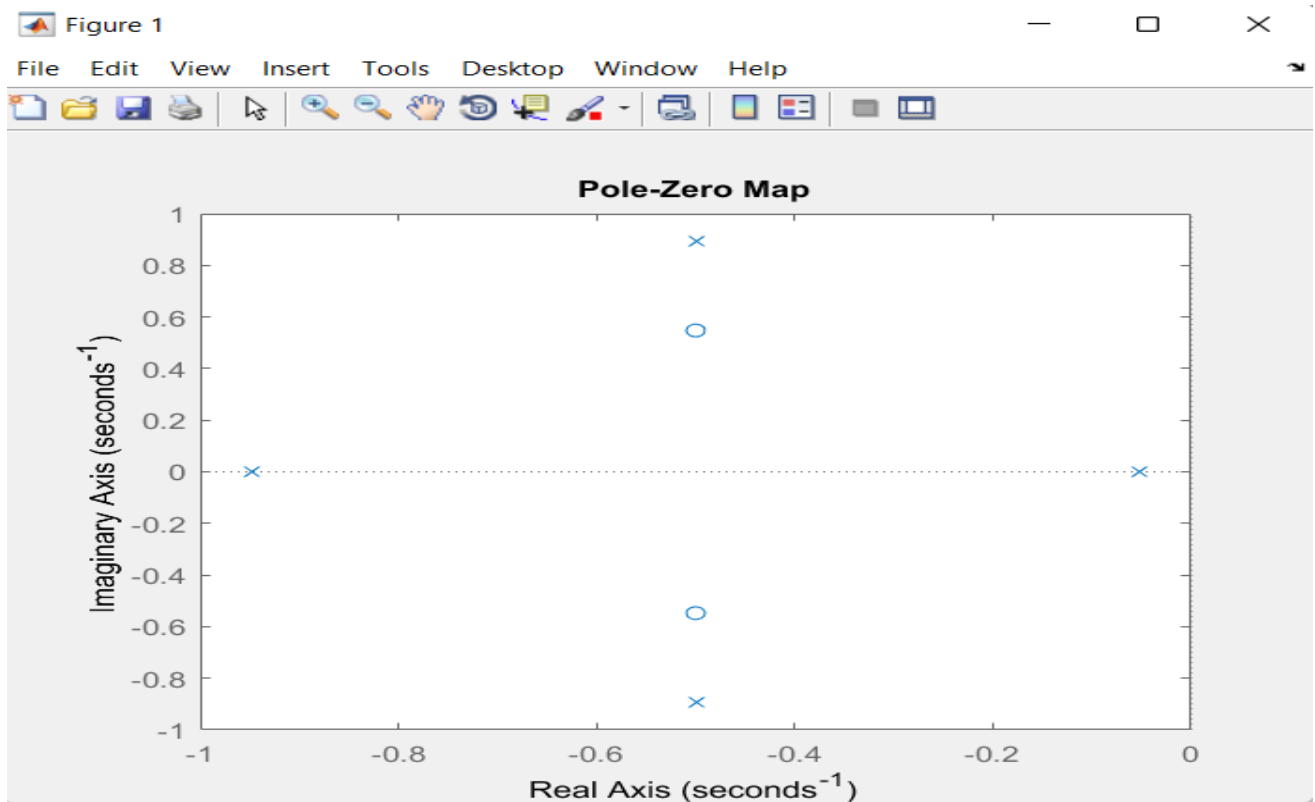 Figure 1
File Edit View Insert Tools Desktop Window Help
Pole-Zero Map
1
0.8
0.6
0.4
0.2
0
-0.2
-0.4
-0.6
-0.8
-1
Imaginary Axis (seconds⁻¹)
-1 -0.8 -0.6 -0.4 -0.2 0
Real Axis (seconds⁻¹)